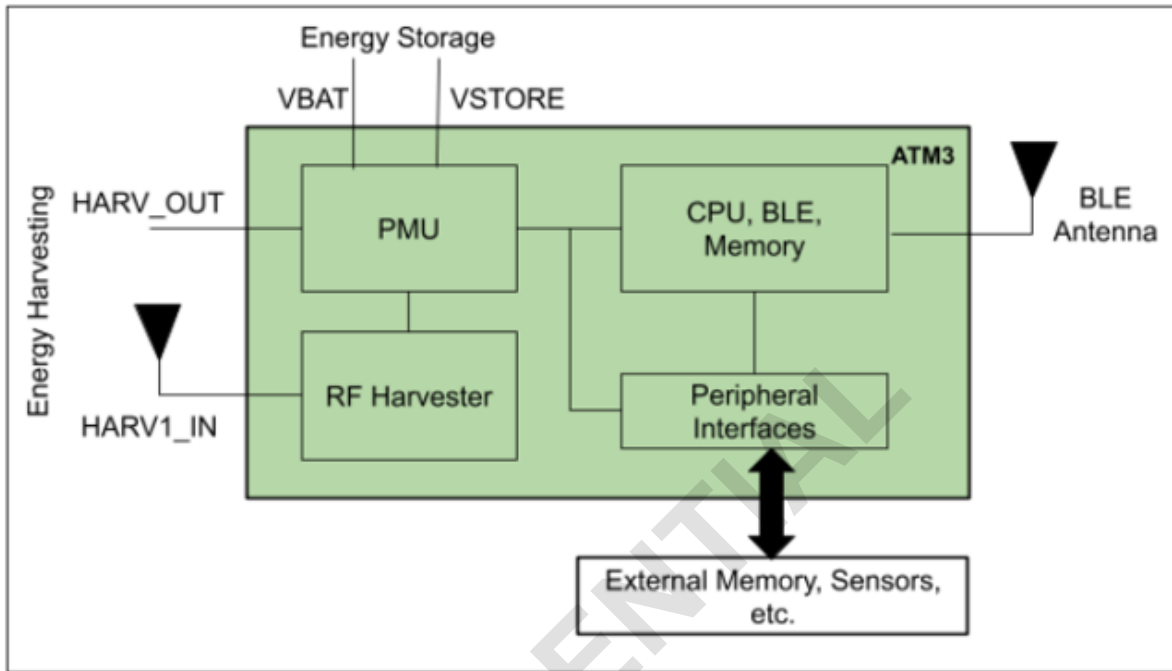 Energy Storage
VBAT
VSTORE
ATM3
HARV_OUT
PMU
CPU, BLE,
Memory
BLE
Antenna
Energy Harvesting
RF Harvester
HARV1_IN
Peripheral
Interfaces
External Memory, Sensors,
etc.
ENTIAL